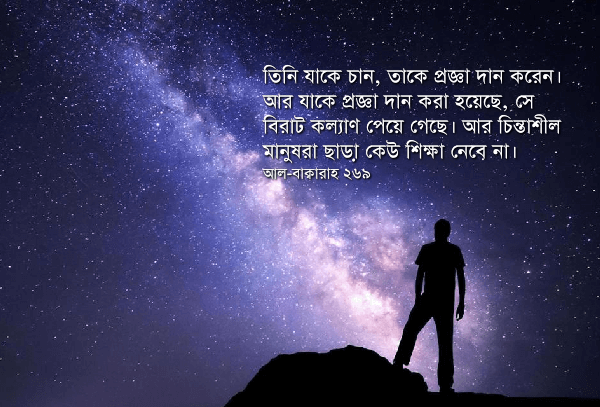 তিনি যাকে চান, তাকে প্রজ্ঞা দান করেন।
আর যাকে প্রজ্ঞা দান করা হয়েছে, সে
বিরাট কল্যাণ পেয়ে গেছে। আর চিন্তাশীল
মানুষরা ছাড়া কেউ শিক্ষা নেবে না।
আল-বাক্বারাহ ২৬৯